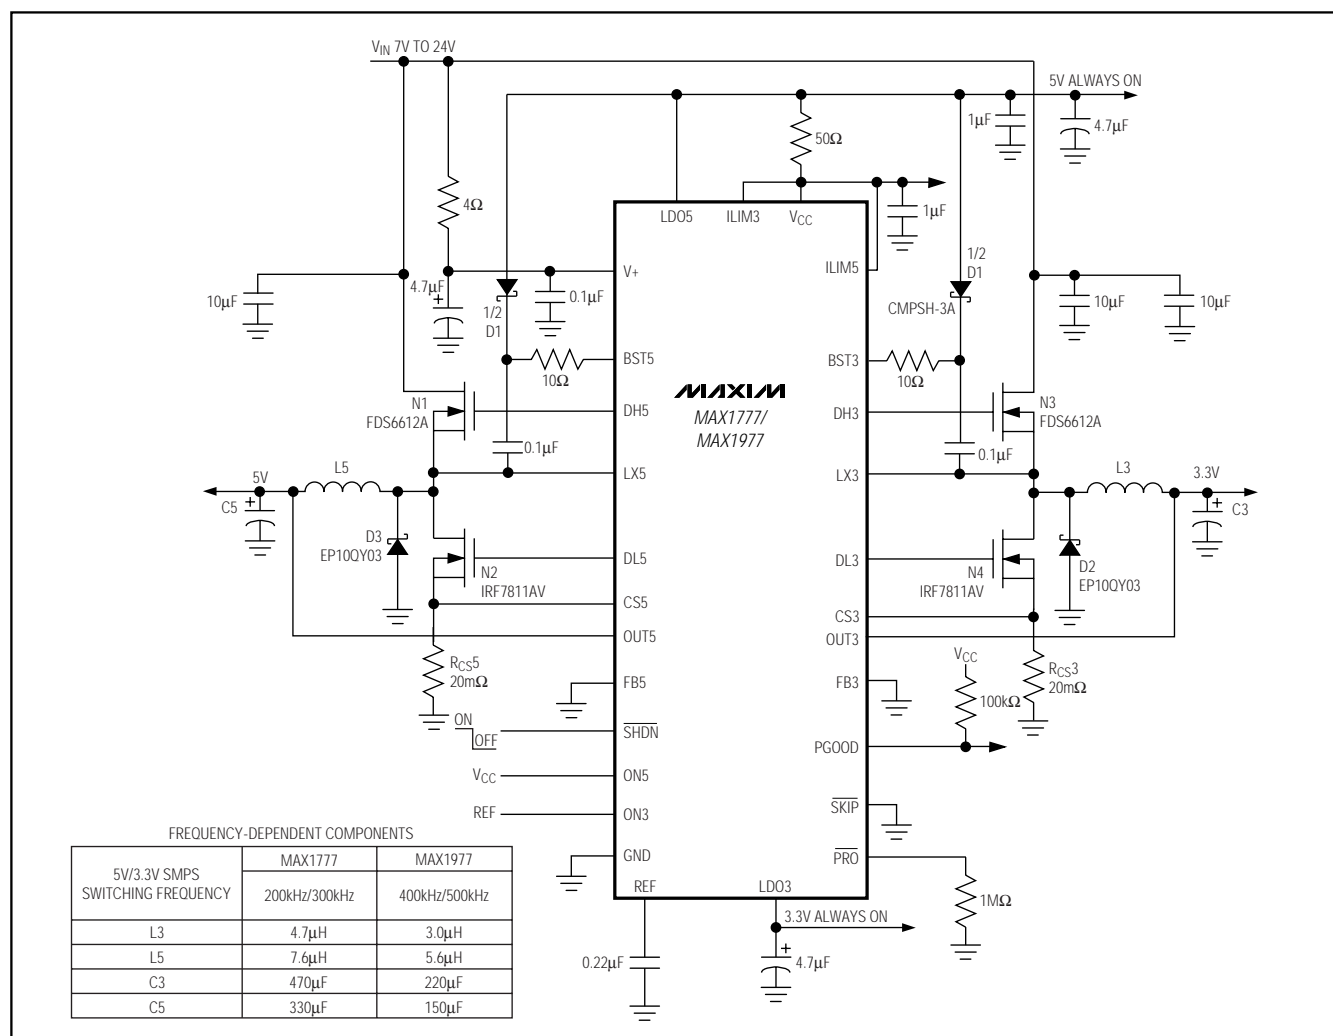 VIN 7V TO 24V
5V ALWAYS ON
1µF
4.7µF
50Ω
4Ω
LDO5
ILIM3
VCC
1µF
V+
ILIM5
1/2
D1
10µF
4.7µF
+
0.1µF
1/2
D1
CMPSH-3A
10µF
10µF
BST5
10Ω
BST3
10Ω
MAXIM
MAX1777/
MAX1977
N1
FDS6612A
DH5
DH3
N3
FDS6612A
0.1µF
0.1µF
L5
LX5
LX3
L3
5V
3.3V
C5
+
+
C3
D3
EP10QY03
N2
IRF7811AV
DL5
DL3
N4
IRF7811AV
D2
EP10QY03
CS5
CS3
OUT5
OUT3
RCS5
20mΩ
VCC
RCS3
20mΩ
FB5
FB3
100kΩ
ON
OFF
SHDN
PGOOD
VCC
ON5
REF
ON3
SKIP
GND
PRO
REF
LDO3
1MΩ
3.3V ALWAYS ON
0.22µF
+
4.7µF
FREQUENCY-DEPENDENT COMPONENTS
5V/3.3V SMPS
SWITCHING FREQUENCY
MAX1777
MAX1977
200kHz/300kHz
400kHz/500kHz
L3 4.7µH 3.0µH
L5 7.6µH 5.6µH
C3 470µF 220µF
C5 330µF 150µF